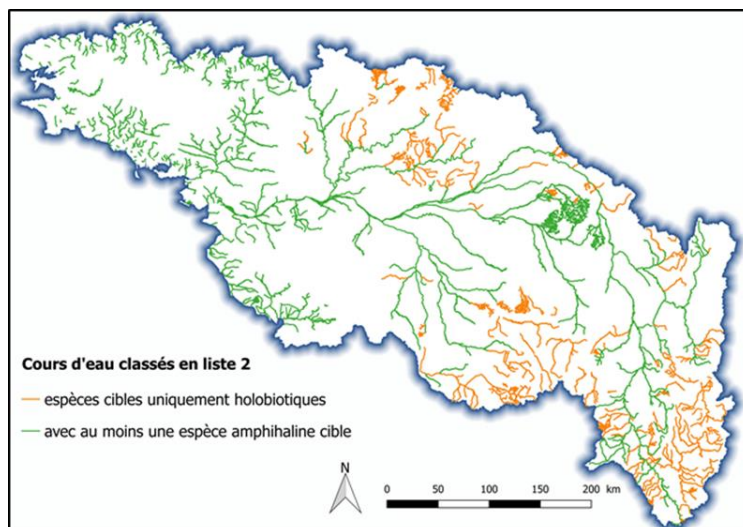 Cours d'eau classés en liste 2
espèces cibles uniquement holobiotiques
avec au moins une espèce amphihaline cible
N
0 50 100 150 200 km